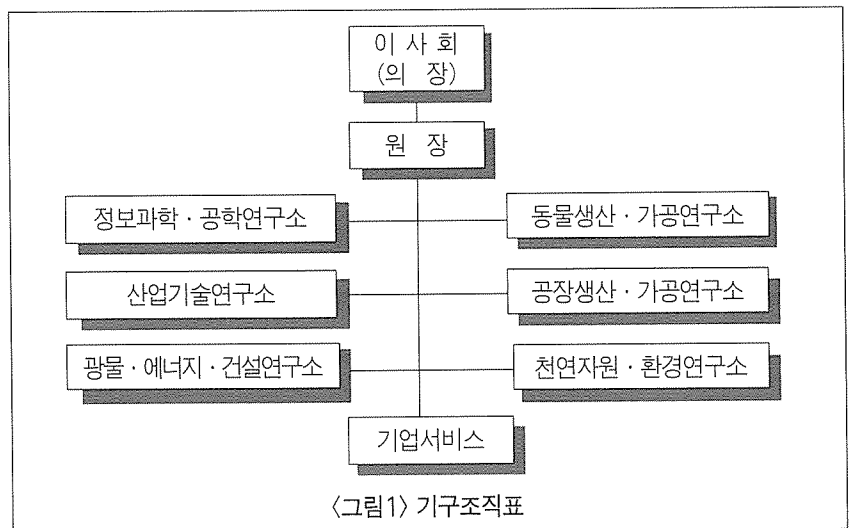 이 사 회
(의 장)
원 장
정보과학 · 공학연구소
동물생산 · 가공연구소
산업기술연구소
공장생산 · 가공연구소
광물 · 에너지 · 건설연구소
천연자원 · 환경연구소
기업서비스
〈그림1〉 기구조직표